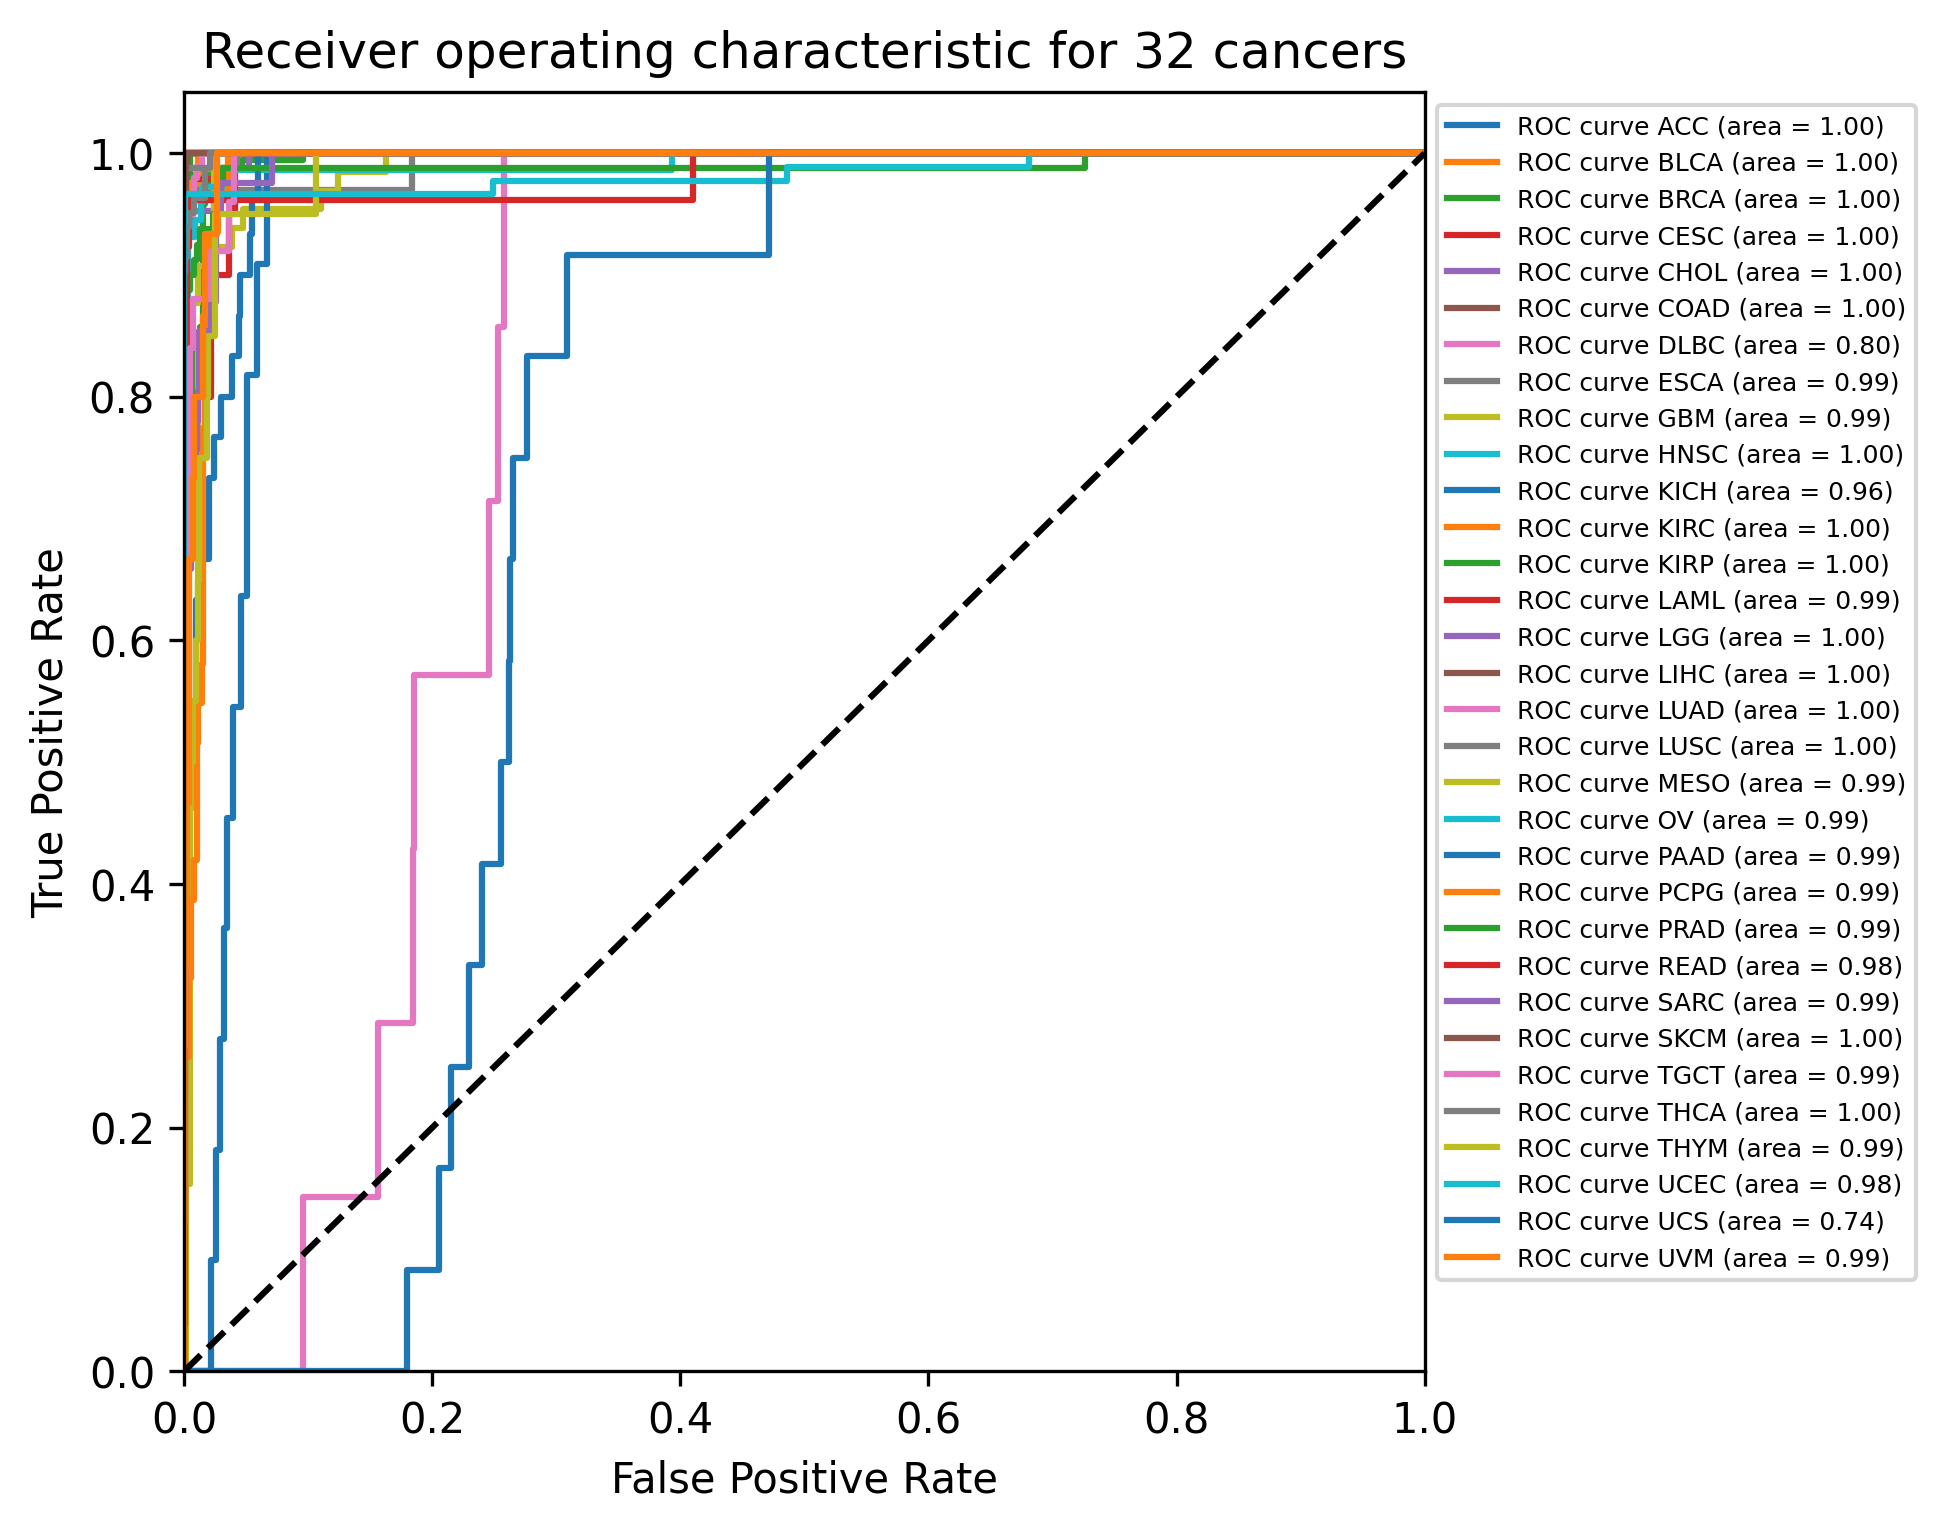 Receiver operating characteristic for 32 cancers
True Positive Rate
1.0
0.8
0.6
0.4
0.2
0.0
0.0 0.2 0.4 0.6 0.8 1.0
False Positive Rate
ROC curve ACC (area = 1.00)
ROC curve BLCA (area = 1.00)
ROC curve BRCA (area = 1.00)
ROC curve CESC (area = 1.00)
ROC curve CHOL (area = 1.00)
ROC curve COAD (area = 1.00)
ROC curve DLBC (area = 0.80)
ROC curve ESCA (area = 0.99)
ROC curve GBM (area = 0.99)
ROC curve HNSC (area = 1.00)
ROC curve KICH (area = 0.96)
ROC curve KIRC (area = 1.00)
ROC curve KIRP (area = 1.00)
ROC curve LAML (area = 0.99)
ROC curve LGG (area = 1.00)
ROC curve LIHC (area = 1.00)
ROC curve LUAD (area = 1.00)
ROC curve LUSC (area = 1.00)
ROC curve MESO (area = 0.99)
ROC curve OV (area = 0.99)
ROC curve PAAD (area = 0.99)
ROC curve PCPG (area = 0.99)
ROC curve PRAD (area = 0.99)
ROC curve READ (area = 0.98)
ROC curve SARC (area = 0.99)
ROC curve SKCM (area = 1.00)
ROC curve TGCT (area = 0.99)
ROC curve THCA (area = 1.00)
ROC curve THYM (area = 0.99)
ROC curve UCEC (area = 0.98)
ROC curve UCS (area = 0.74)
ROC curve UVM (area = 0.99)